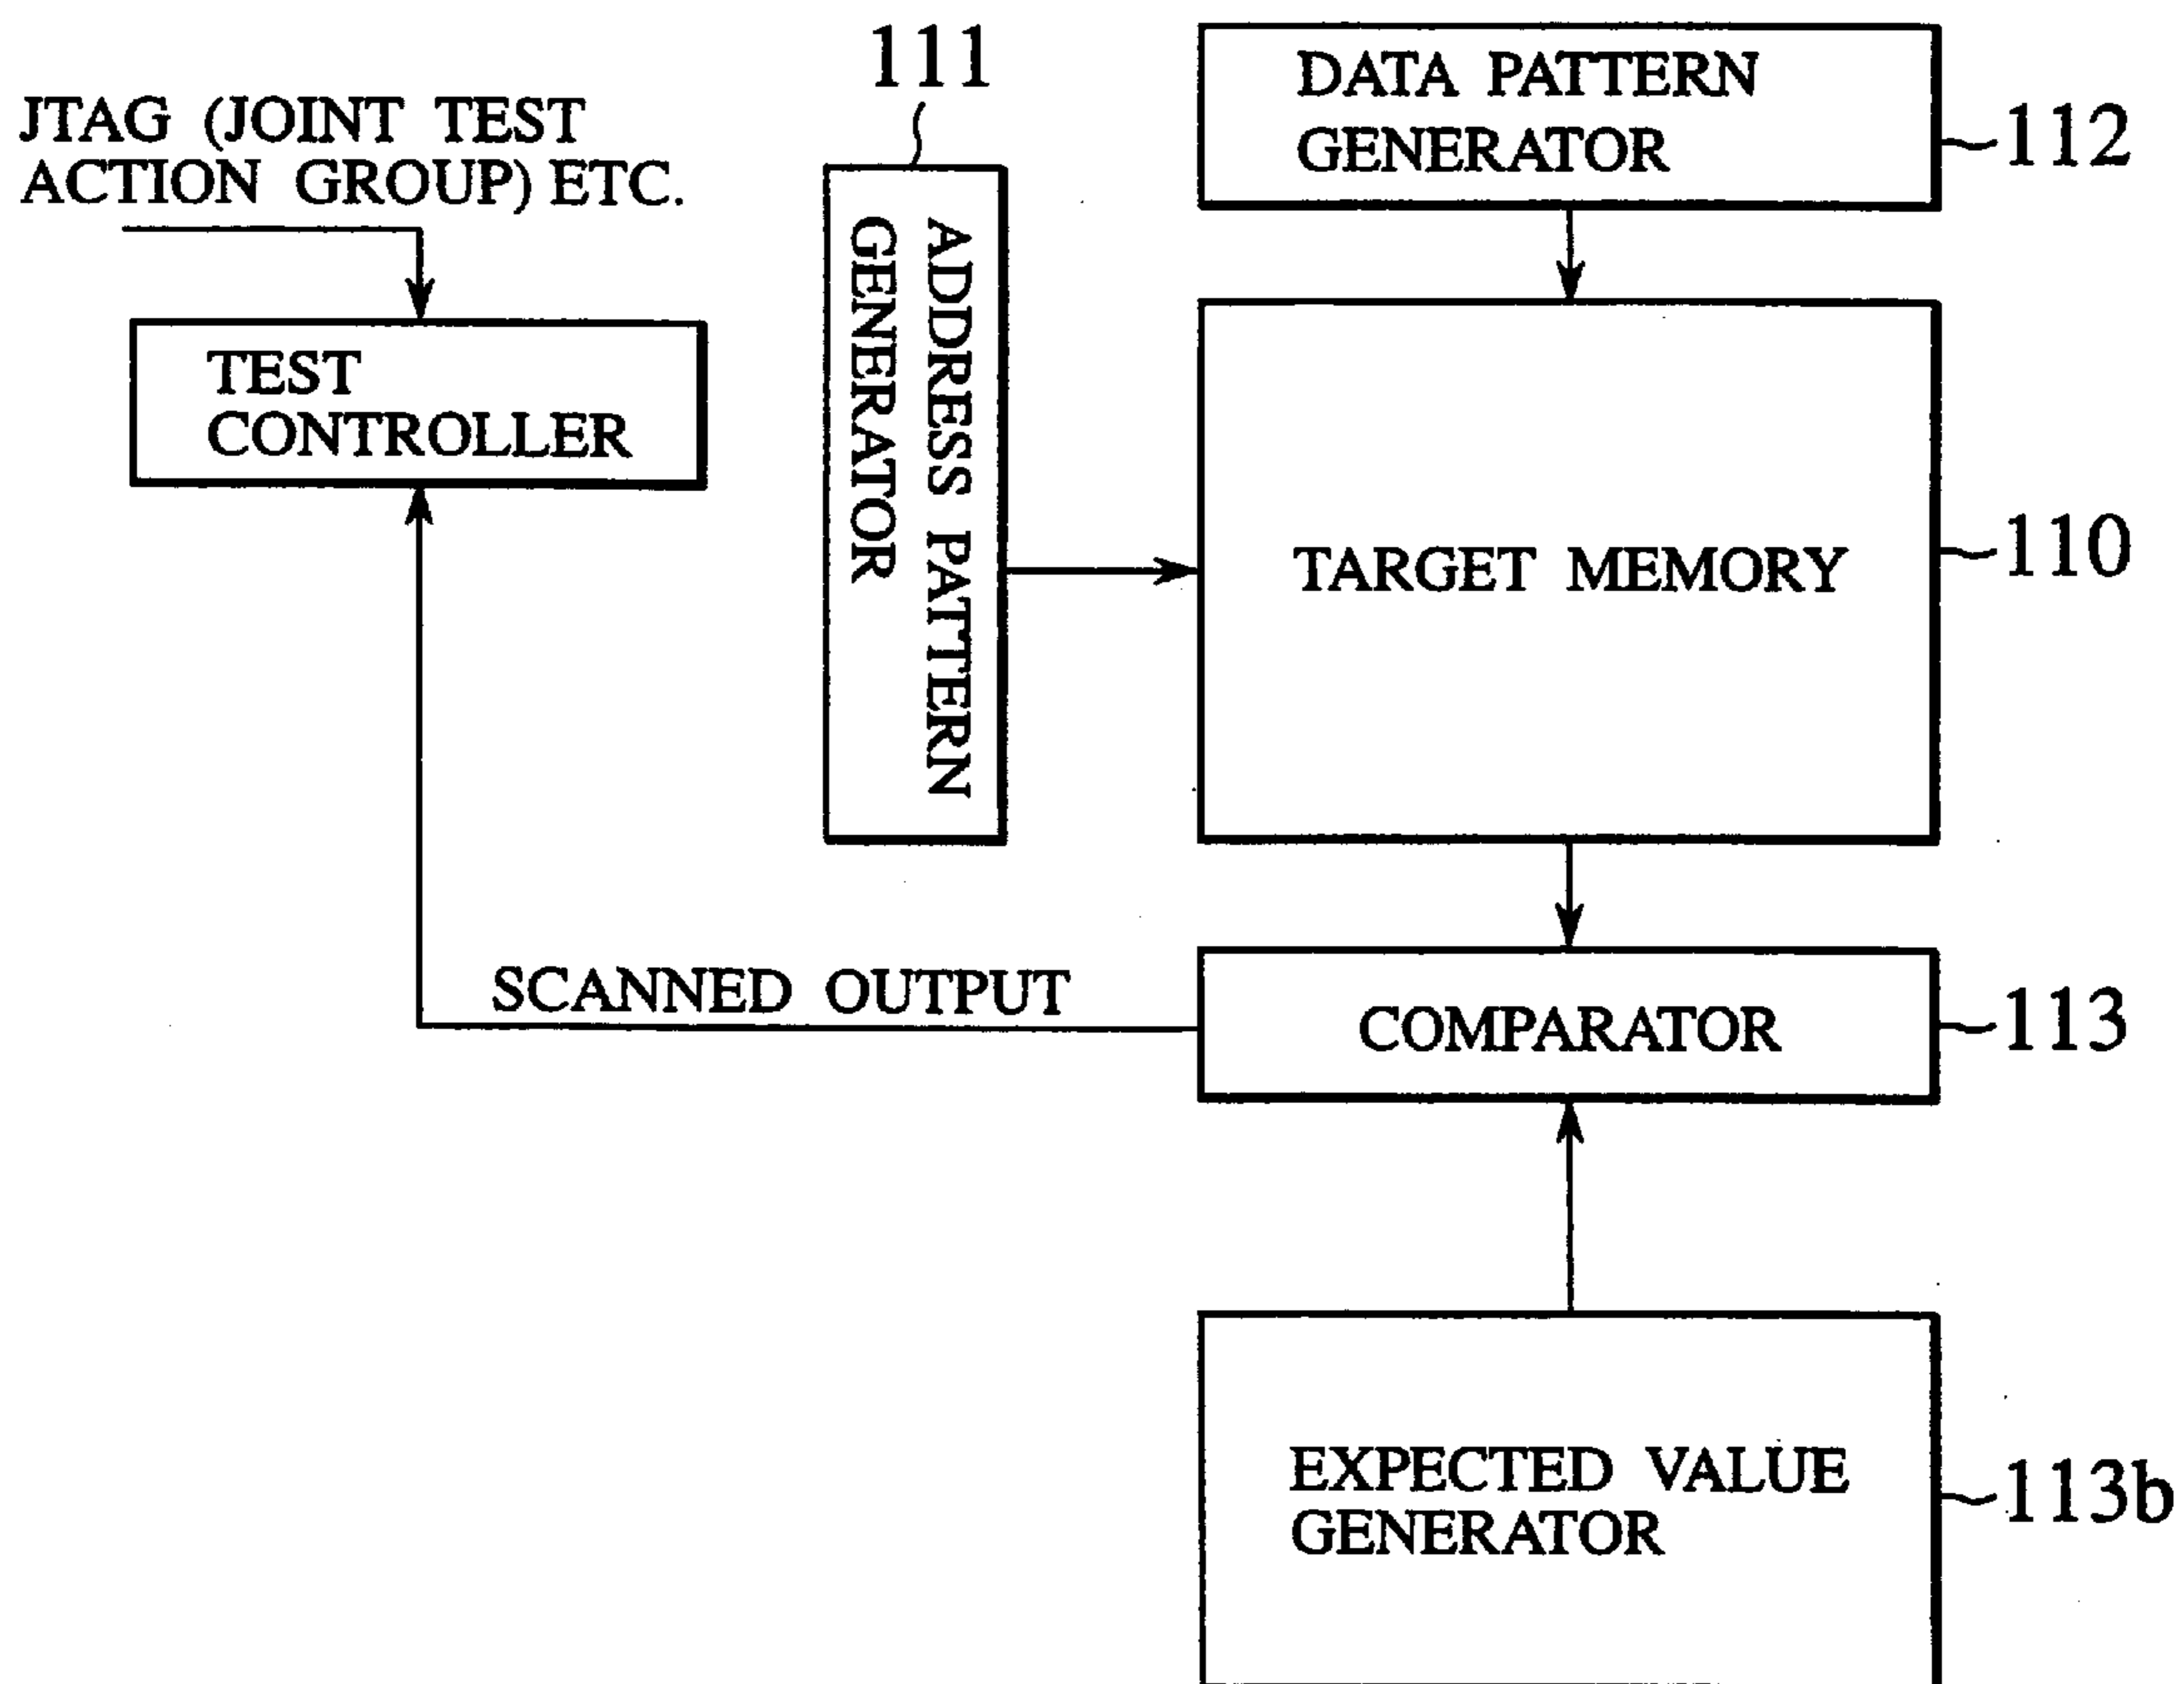 111
DATA PATTERN
GENERATOR
112
JTAG (JOINT TEST
ACTION GROUP) ETC.
TEST
CONTROLLER
ADDRESS PATTERN
GENERATOR
TARGET MEMORY
110
SCANNED OUTPUT
COMPARATOR
113
EXPECTED VALUE
GENERATOR
113b